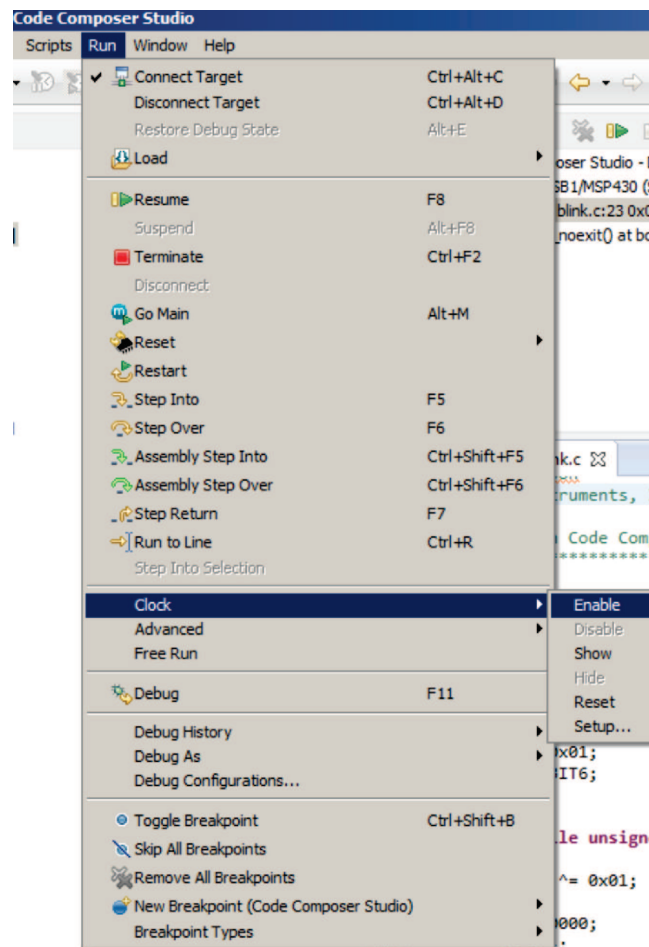 Code Composer Studio
Scripts Run Window Help
Connect Target Ctrl+Alt+C
Disconnect Target Ctrl+Alt+D
Restore Debug State Alt+E
Load
oser Studio -
Resume F8
SB1/MSP430 (
Suspend Alt+F8
blink.c:23 0x0
Terminate Ctrl+F2
_noexit() at bo
Disconnect
Go Main Alt+M
Reset
Restart
Step Into F5
Step Over F6
Assembly Step Into Ctrl+Shift+F5
nk.c
Assembly Step Over Ctrl+Shift+F6
ruments,
Step Return F7
Run to Line Ctrl+R
Code Com
**********
Step Into Selection
Clock Enable
Advanced Disable
Free Run Show
Hide
Debug F11 Reset
Debug History Setup...
Debug As
0x01;
Debug Configurations...
BIT6;
Toggle Breakpoint Ctrl+Shift+B
le unsign
Skip All Breakpoints
Remove All Breakpoints
^= 0x01;
New Breakpoint (Code Composer Studio)
0000;
Breakpoint Types